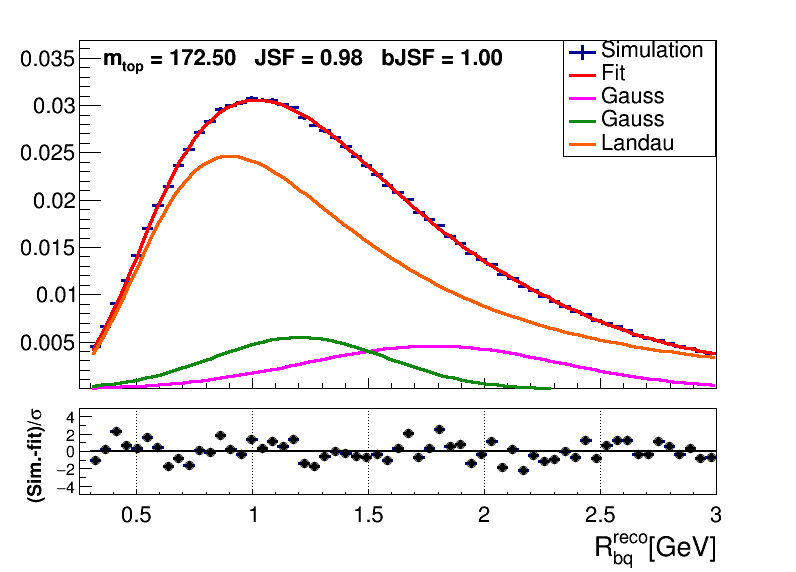 m_top = 172.50 JSF = 0.98 bJSF = 1.00
Simulation
Fit
Gauss
Gauss
Landau
0.035
0.03
0.025
0.02
0.015
0.01
0.005
(Sim.-fit)/σ
4
2
0
−2
−4
0.5 1 1.5 2 2.5 3
R_bq^reco[GeV]